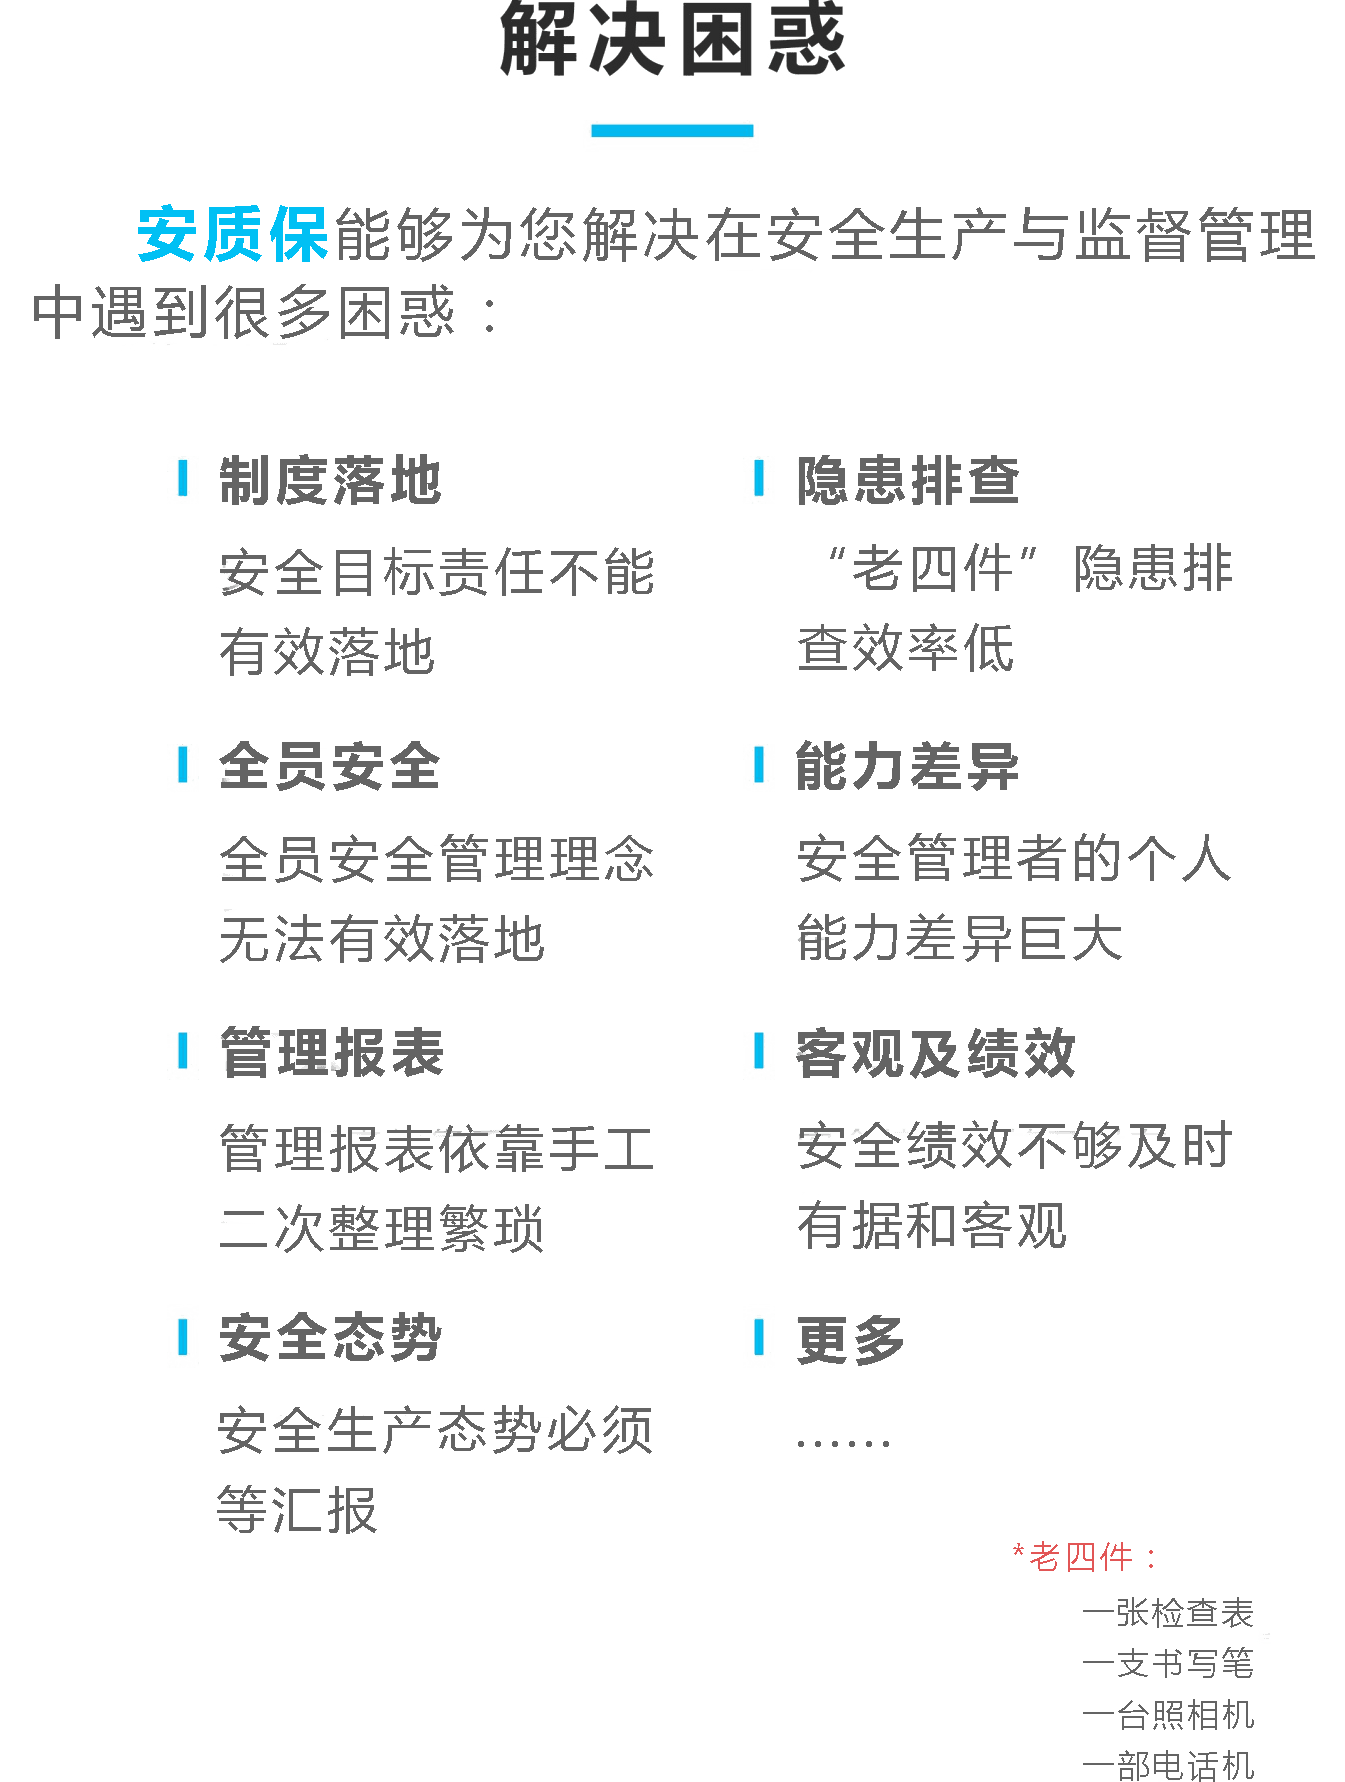 解决困惑
安质保能够为您解决在安全生产与监督管理
中遇到很多困惑：
制度落地
安全目标责任不能
有效落地
隐患排查
“老四件”隐患排
查效率低
全员安全
全员安全管理理念
无法有效落地
能力差异
安全管理者的个人
能力差异巨大
管理报表
管理报表依靠手工
二次整理繁琐
客观及绩效
安全绩效不够及时
有据和客观
安全态势
安全生产态势必须
等汇报
更多
……
*老四件：
一张检查表
一支书写笔
一台照相机
一部电话机